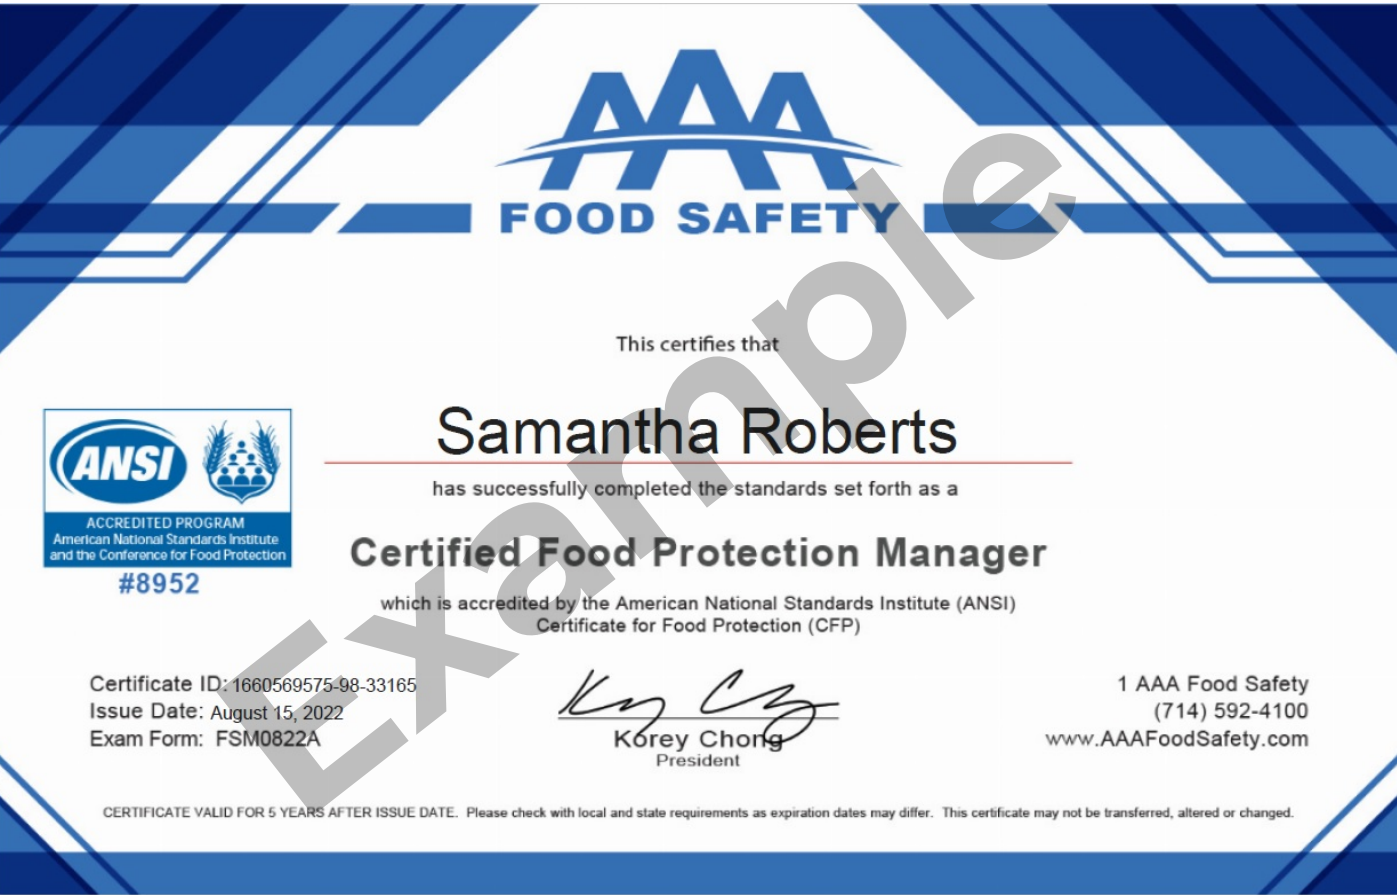 AAA
FOOD SAFETY
This certifies that
Samantha Roberts
has successfully completed the standards set forth as a
Certified Food Protection Manager
which is accredited by the American National Standards Institute (ANSI)
Certificate for Food Protection (CFP)
ANSI
ACCREDITED PROGRAM
American National Standards Institute
and the Conference for Food Protection
#8952
Example
Certificate ID: 1660569575-98-33165
Issue Date: August 15, 2022
Exam Form: FSM0822A
Korey Chong
President
1 AAA Food Safety
(714) 592-4100
www.AAAFoodSafety.com
CERTIFICATE VALID FOR 5 YEARS AFTER ISSUE DATE. Please check with local and state requirements as expiration dates may differ. This certificate may not be transferred, altered or changed.